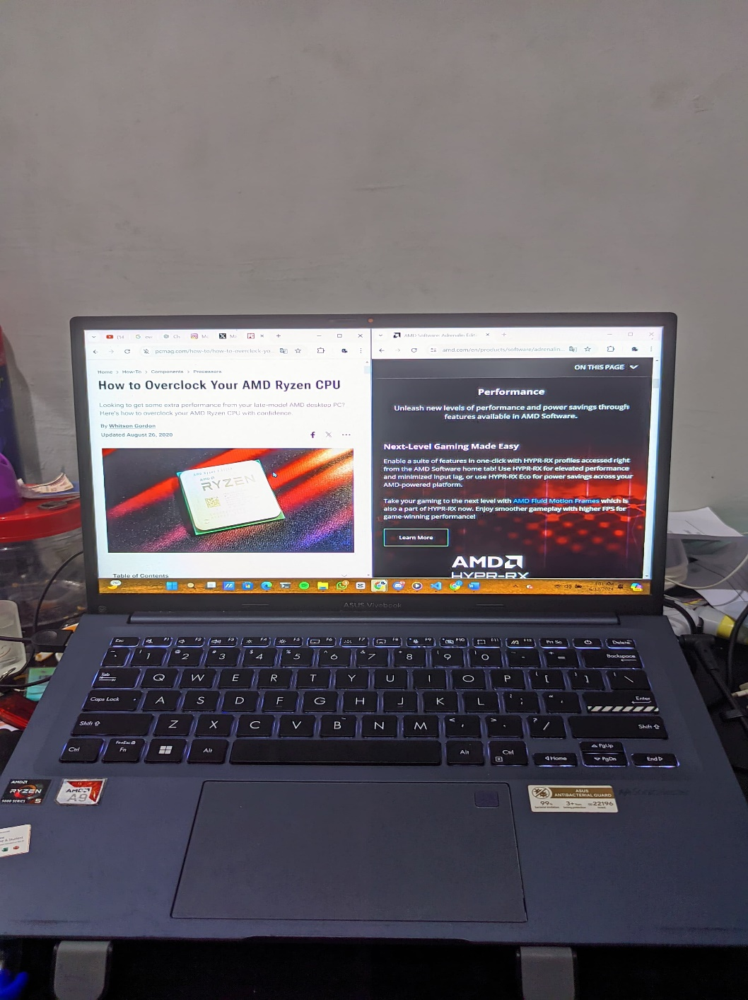 pcmag.com/how-to/how-to-overclock-yo...
Home > How-To > Components > Processors
How to Overclock Your AMD Ryzen CPU
Looking to get some extra performance from your late-model AMD desktop PC?
Here's how to overclock your AMD Ryzen CPU with confidence.
By Whitson Gordon
Updated August 26, 2020
AMD
RYZEN
Table of Contents
AMD Software: Adrenalin Edit
amd.com/en/products/software/adrenalin...
ON THIS PAGE
Performance
Unleash new levels of performance and power savings through
features available in AMD Software.
Next-Level Gaming Made Easy
Enable a suite of features in one-click with HYPR-RX profiles accessed right
from the AMD Software home tab! Use HYPR-RX for elevated performance
and minimized input lag, or use HYPR-RX Eco for power savings across your
AMD-powered platform.
Take your gaming to the next level with AMD Fluid Motion Frames which is
also a part of HYPR-RX now. Enjoy smoother gameplay with higher FPS for
game-winning performance!
Learn More
AMD
HYPR-RX
6/13/2024
ASUS Vivobook
Esc F1 F2 F3 F4 F5 F6 F7 F8 F9 F10 F11 F12 Prt Sc Delete
! 1 @ 2 # 3 $ 4 % 5 ^ 6 & 7 * 8 ( 9 ) 0 _ - + = Backspace
Tab Q W E R T Y U I O P { [ } ] | \
Caps Lock A S D F G H J K L : ; " ' Enter
Shift Z X C V B N M < , > . ? / Shift
Ctrl Fn+Esc Fn Alt Alt Ctrl Home PgUp PgDn End
AMD
RYZEN
5000 SERIES 5
AMD
A9
ASUS
ANTIBACTERIAL GUARD
99% 3+ Years ISO 22196
& Student